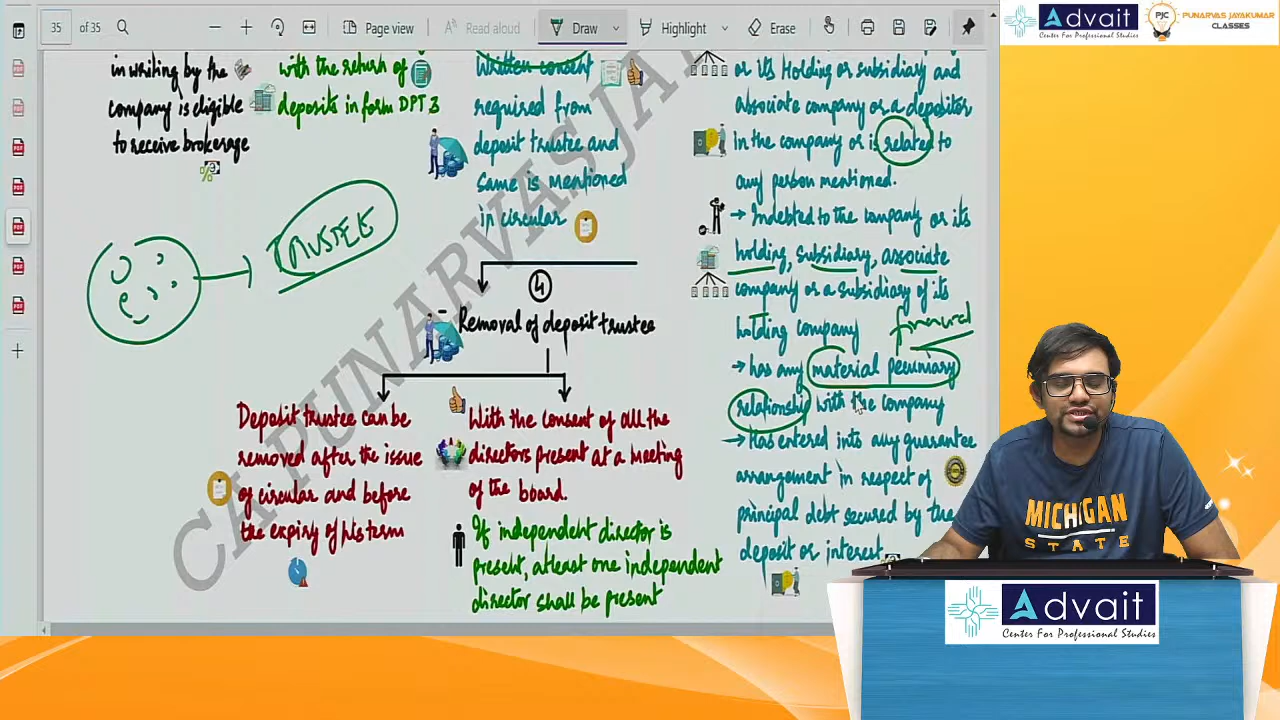 35 of 35
Page view
Read aloud
Draw
Highlight
Erase
Advait
Center For Professional Studies
PJC
PUNARVAS JAYAKUMAR
CLASSES
in writing by the
company is eligible
to receive brokerage
with the return of
deposits in form DPT 3
TRUSTEE
Written consent
required from
deposit trustee and
same is mentioned
in circular
4
Removal of deposit trustee
Deposit trustee can be
removed after the issue
of circular and before
the expiry of his term
With the consent of all the
directors present at a meeting
of the board.
If independent director is
present, atleast one independent
director shall be present
or its Holding or subsidiary and
associate company or a depositor
in the company or is related to
any person mentioned.
→ Indebted to the company or its
holding, subsidiary, associate
company or a subsidiary of its
holding company
financial
→ has any material pecuniary
relationship with the company
→ Has entered into any guarantee
arrangement in respect of
principal debt secured by the
deposit or interest
CA PUNARVAS JA
MICHIGAN
STATE
Advait
Center For Professional Studies